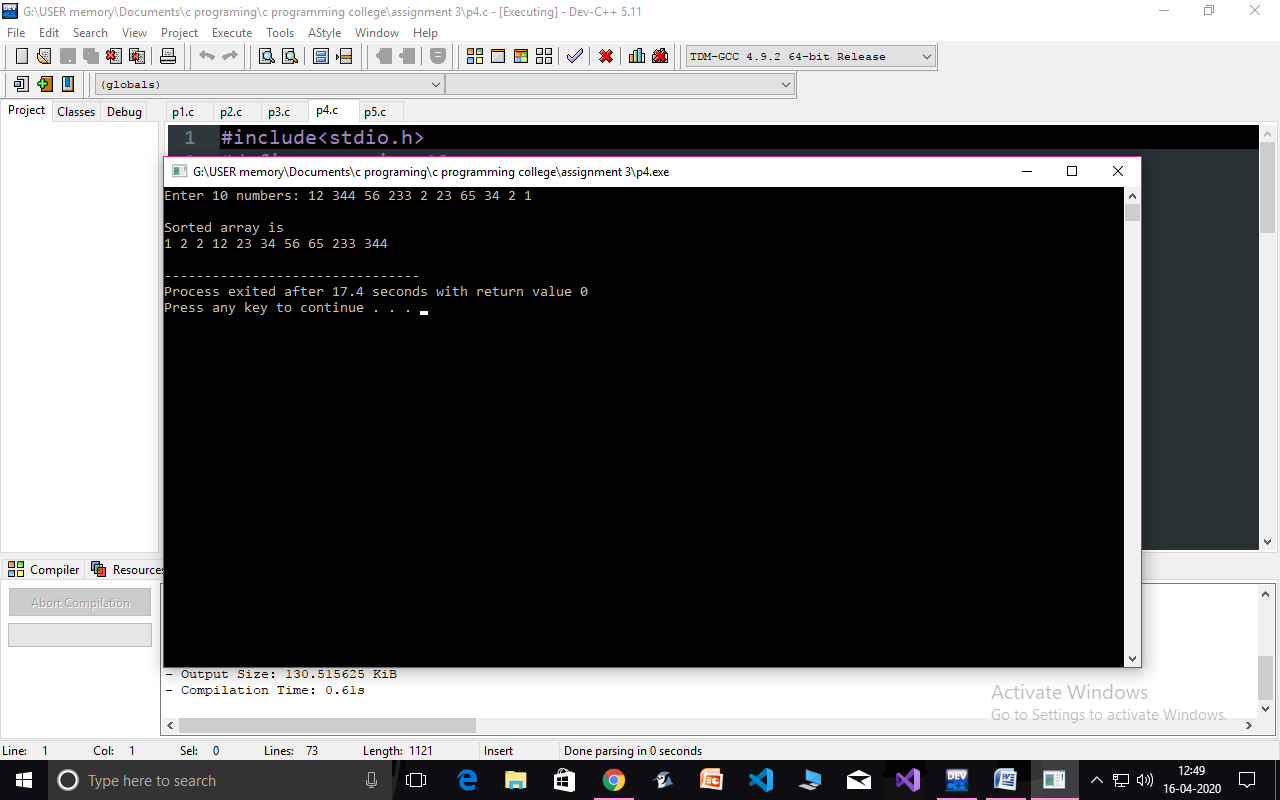 G:\USER memory\Documents\c programing\c programming college\assignment 3\p4.c - [Executing] - Dev-C++ 5.11
File Edit Search View Project Execute Tools AStyle Window Help
TDM-GCC 4.9.2 64-bit Release
(globals)
Project Classes Debug p1.c p2.c p3.c p4.c p5.c
1 #include<stdio.h>
G:\USER memory\Documents\c programing\c programming college\assignment 3\p4.exe
Enter 10 numbers: 12 344 56 233 2 23 65 34 2 1
Sorted array is
1 2 2 12 23 34 56 65 233 344
--------------------------------
Process exited after 17.4 seconds with return value 0
Press any key to continue . . .
Compiler Resources
Abort Compilation
- Output Size: 130.515625 KiB
- Compilation Time: 0.61s
Activate Windows
Go to Settings to activate Windows.
Line: 1 Col: 1 Sel: 0 Lines: 73 Length: 1121 Insert Done parsing in 0 seconds
Type here to search
12:49
16-04-2020